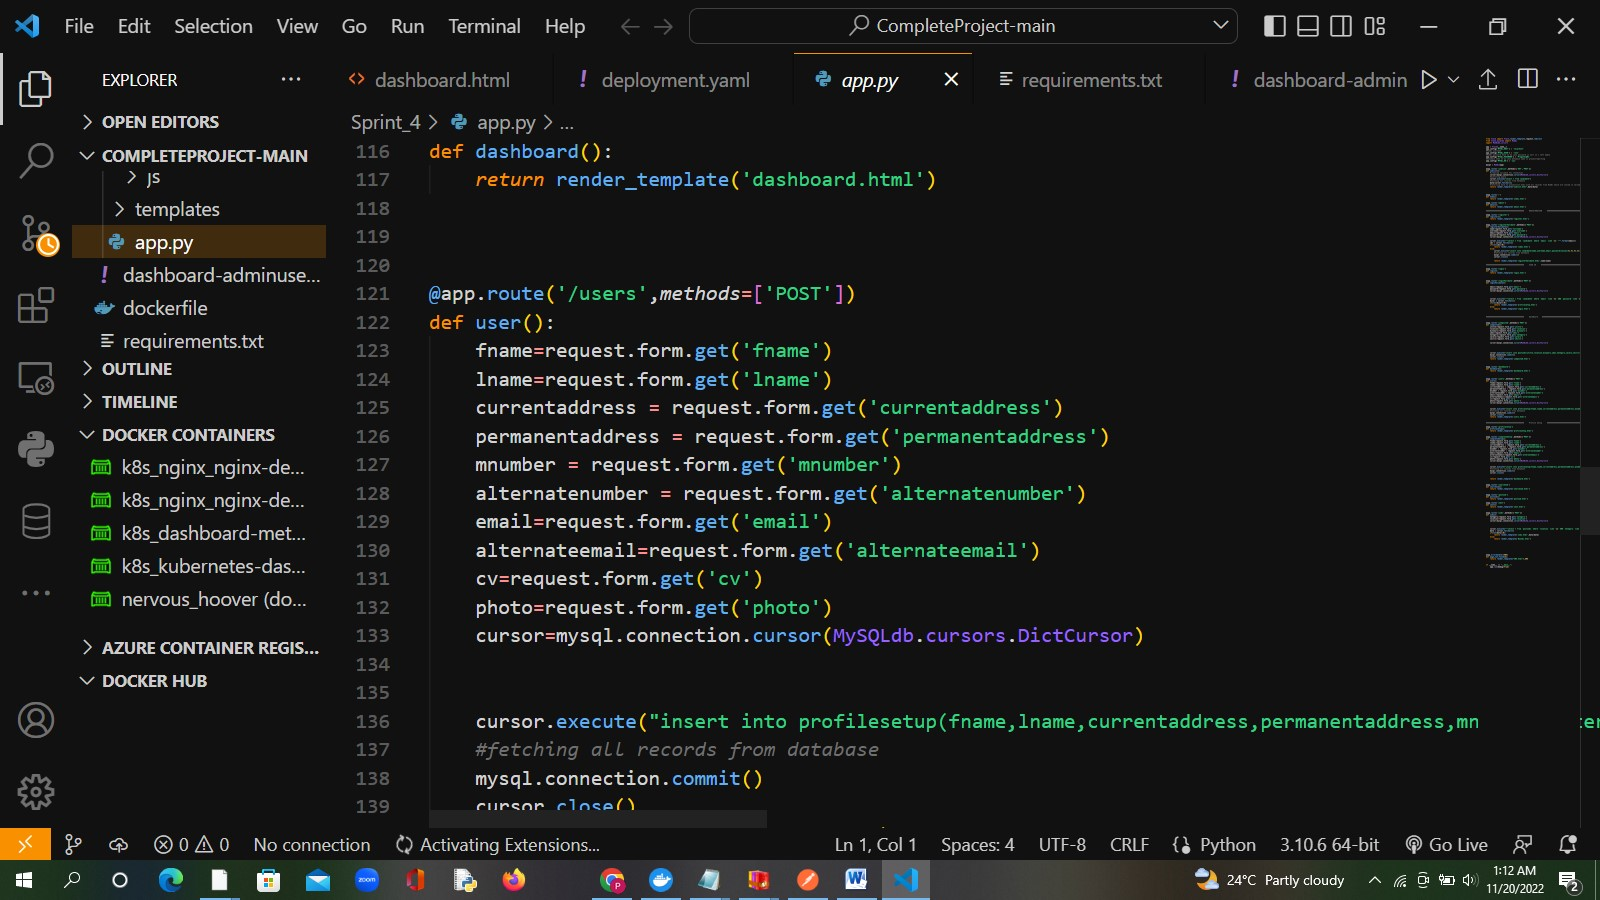 File Edit Selection View Go Run Terminal Help CompleteProject-main
EXPLORER
dashboard.html deployment.yaml app.py requirements.txt dashboard-admin
Sprint_4 > app.py > ...
OPEN EDITORS
COMPLETEPROJECT-MAIN
js
templates
app.py
dashboard-adminuse...
dockerfile
requirements.txt
OUTLINE
TIMELINE
DOCKER CONTAINERS
k8s_nginx_nginx-de...
k8s_nginx_nginx-de...
k8s_dashboard-met...
k8s_kubernetes-das...
nervous_hoover (do...
AZURE CONTAINER REGIS...
DOCKER HUB
116 def dashboard():
117 return render_template('dashboard.html')
118
119
120
121 @app.route('/users',methods=['POST'])
122 def user():
123 fname=request.form.get('fname')
124 lname=request.form.get('lname')
125 currentaddress = request.form.get('currentaddress')
126 permanentaddress = request.form.get('permanentaddress')
127 mnumber = request.form.get('mnumber')
128 alternatenumber = request.form.get('alternatenumber')
129 email=request.form.get('email')
130 alternateemail=request.form.get('alternateemail')
131 cv=request.form.get('cv')
132 photo=request.form.get('photo')
133 cursor=mysql.connection.cursor(MySQLdb.cursors.DictCursor)
134
135
136 cursor.execute("insert into profilesetup(fname,lname,currentaddress,permanentaddress,mn
137 #fetching all records from database
138 mysql.connection.commit()
139 cursor.close()
0 0 No connection Activating Extensions... Ln 1, Col 1 Spaces: 4 UTF-8 CRLF Python 3.10.6 64-bit Go Live
zoom P 24°C Partly cloudy 1:12 AM
11/20/2022 2